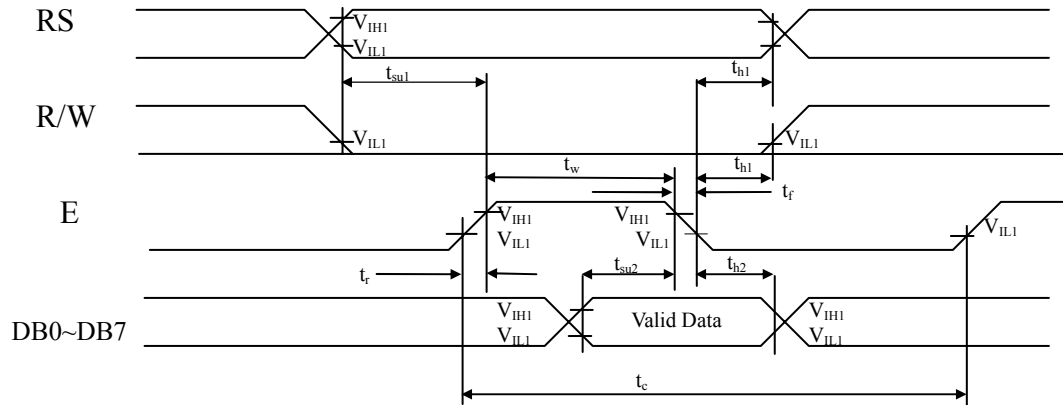 RS
V_IH1
V_IL1
t_su1
t_h1
R/W
V_IL1
V_IL1
t_w
t_h1
t_f
E
V_IH1
V_IH1
V_IL1
V_IL1
V_IL1
t_r
t_su2
t_h2
DB0~DB7
V_IH1
V_IL1
Valid Data
V_IH1
V_IL1
t_c